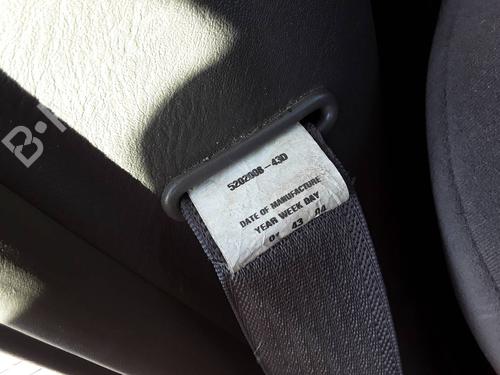 5202008-43D
DATE OF MANUFACTURE
YEAR WEEK DAY
01 43 04
B